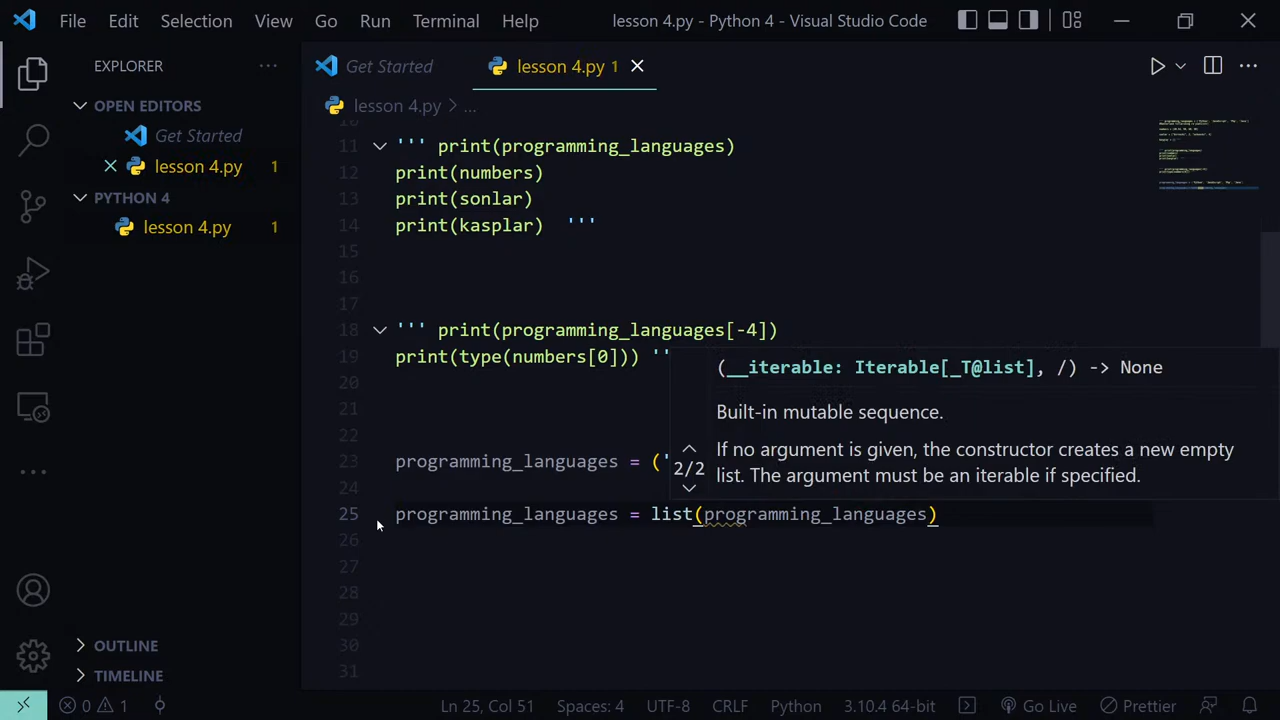 File Edit Selection View Go Run Terminal Help lesson 4.py - Python 4 - Visual Studio Code
EXPLORER
OPEN EDITORS
Get Started
lesson 4.py 1
PYTHON 4
lesson 4.py 1
OUTLINE
TIMELINE
Get Started lesson 4.py 1
lesson 4.py > ...
10
11 ''' print(programming_languages)
12 print(numbers)
13 print(sonlar)
14 print(kasplar) '''
15
16
17
18 ''' print(programming_languages[-4])
19 print(type(numbers[0])) ''
20
21
22
23 programming_languages = ('
24
25 programming_languages = list(programming_languages)
26
27
28
29
30
31
(__iterable: Iterable[_T@list], /) -> None
Built-in mutable sequence.
2/2
If no argument is given, the constructor creates a new empty
list. The argument must be an iterable if specified.
0 1 Ln 25, Col 51 Spaces: 4 UTF-8 CRLF Python 3.10.4 64-bit Go Live Prettier